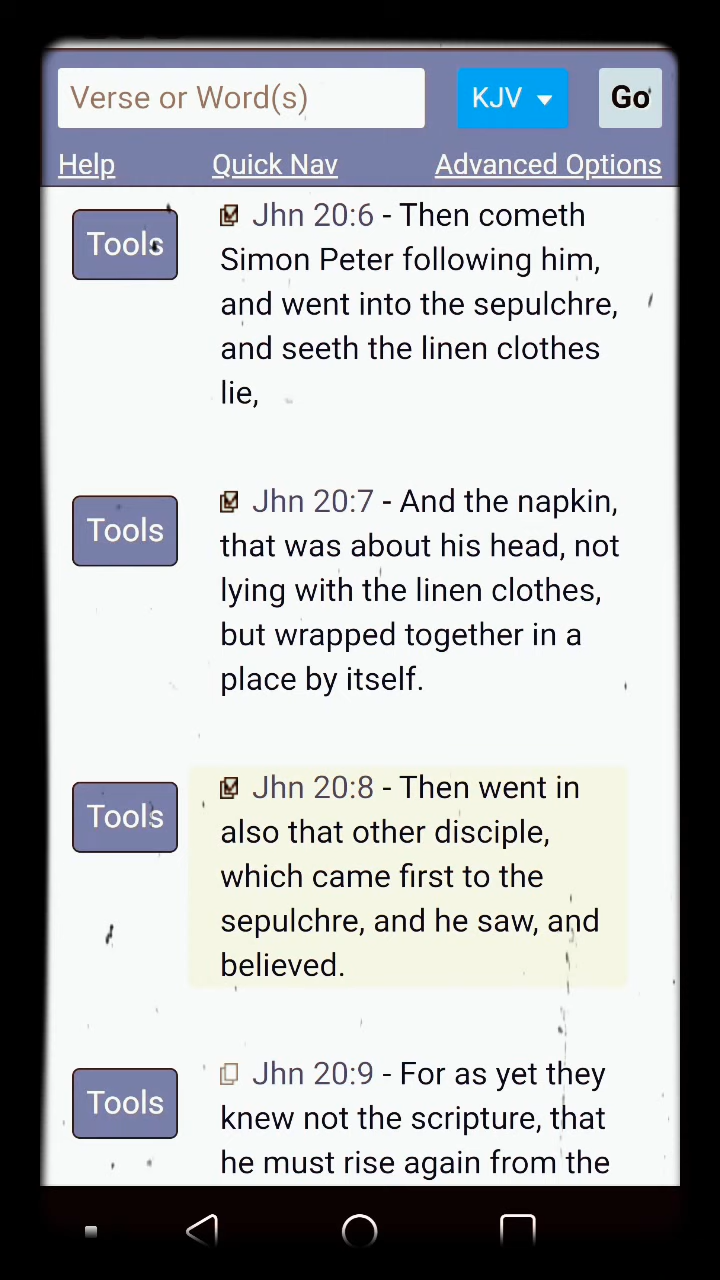 Verse or Word(s)
KJV
Go
Help
Quick Nav
Advanced Options
Tools
Jhn 20:6 - Then cometh
Simon Peter following him,
and went into the sepulchre,
and seeth the linen clothes
lie,
Tools
Jhn 20:7 - And the napkin,
that was about his head, not
lying with the linen clothes,
but wrapped together in a
place by itself.
Tools
Jhn 20:8 - Then went in
also that other disciple,
which came first to the
sepulchre, and he saw, and
believed.
Tools
Jhn 20:9 - For as yet they
knew not the scripture, that
he must rise again from the